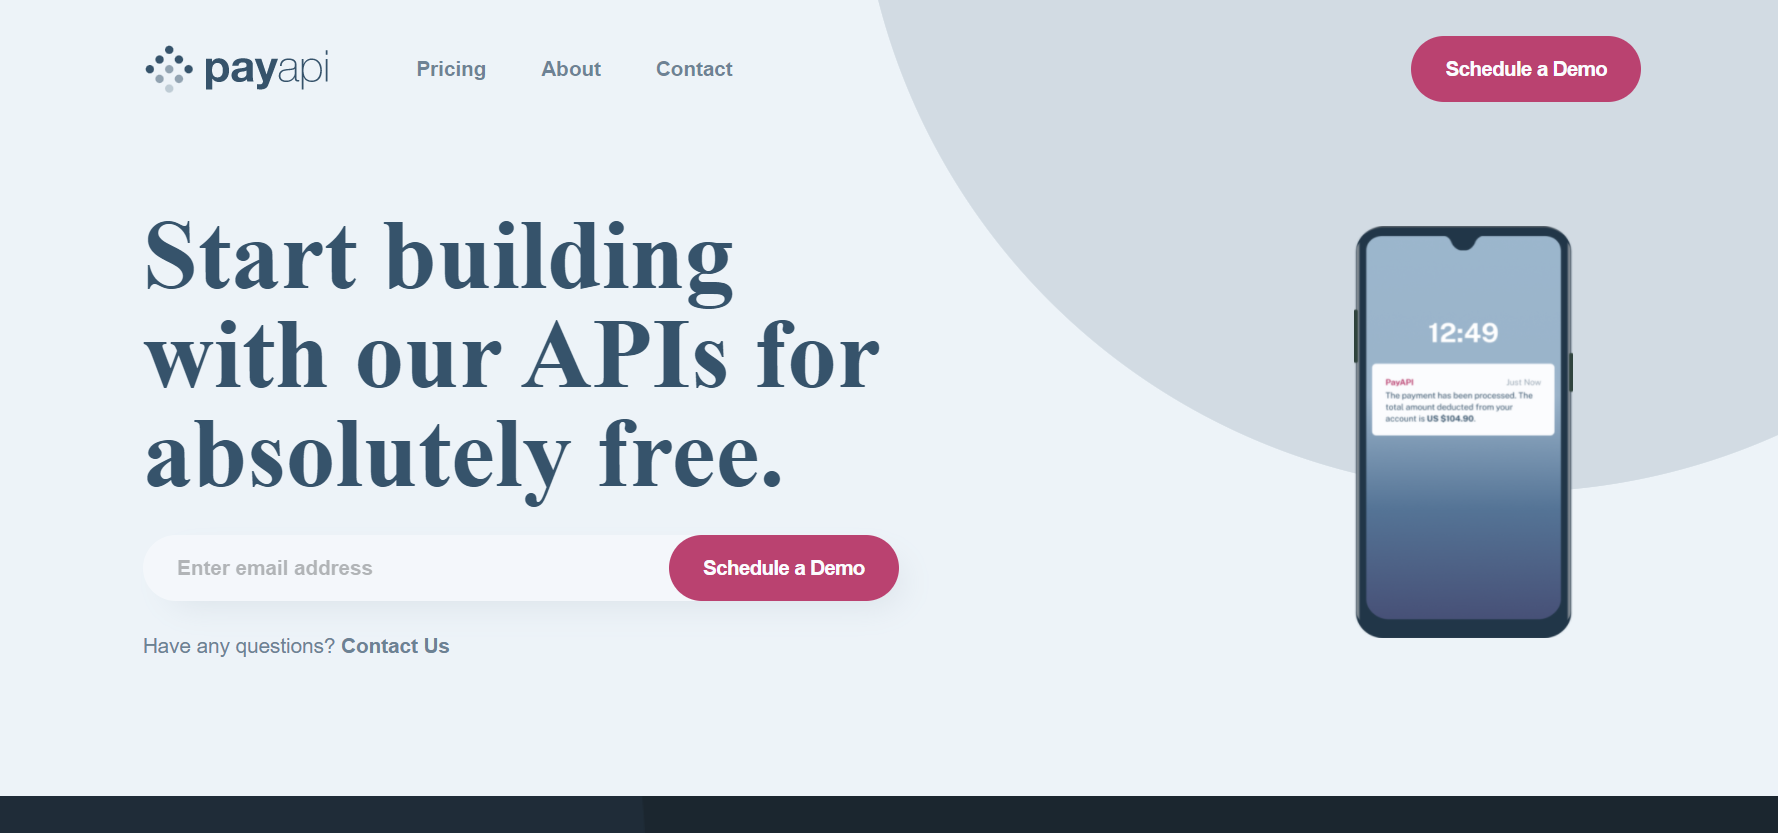 payapi
Pricing
About
Contact
Schedule a Demo
Start building
with our APIs for
absolutely free.
Enter email address
Schedule a Demo
Have any questions? Contact Us
12:49
PayAPI
Just Now
The payment has been processed. The
total amount deducted from your
account is US $104.90.